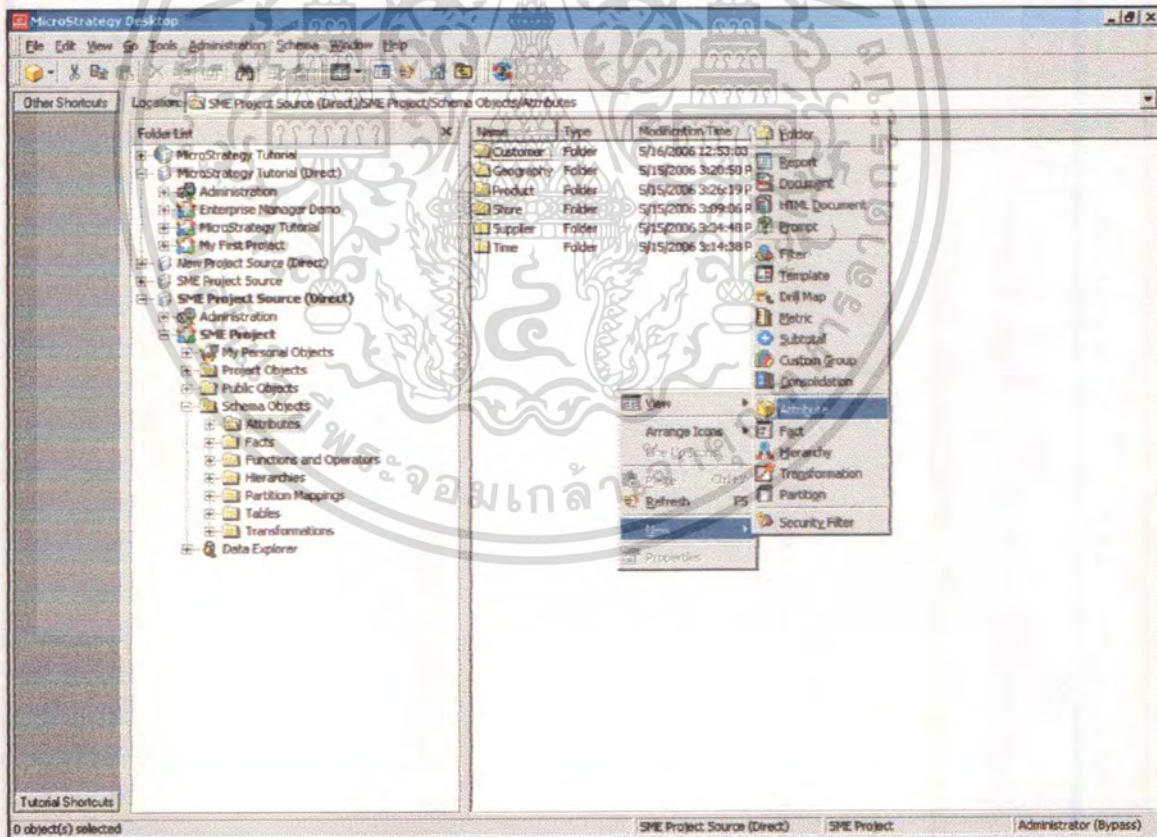 MicroStrategy Desktop
File Edit View Go Tools Administration Schema Window Help
Other Shortcuts
Location: SME Project Source (Direct)/SME Project/Schema Objects/Attributes
Folder List
MicroStrategy Tutorial
MicroStrategy Tutorial (Direct)
Administration
Enterprise Manager Demo
MicroStrategy Tutorial
My First Project
New Project Source (Direct)
SME Project Source
SME Project Source (Direct)
Administration
SME Project
My Personal Objects
Project Objects
Public Objects
Schema Objects
Attributes
Facts
Functions and Operators
Hierarchies
Partition Mappings
Tables
Transformations
Data Explorer
Name Type Modification Time
Customer Folder 5/16/2006 12:53:03
Geography Folder 5/15/2006 3:20:50 P
Product Folder 5/15/2006 3:26:19 P
Store Folder 5/15/2006 3:09:06 P
Supplier Folder 5/15/2006 3:34:48 P
Time Folder 5/15/2006 3:14:38 P
View
Arrange Icons
Line Up Icons
Paste Ctrl+V
Refresh F5
New
Properties
Folder
Report
Document
HTML Document
Prompt
Filter
Template
Drill Map
Metric
Subtotal
Custom Group
Consolidation
Attribute
Fact
Hierarchy
Transformation
Partition
Security Filter
Tutorial Shortcuts
0 object(s) selected
SME Project Source (Direct) SME Project Administrator (Bypass)